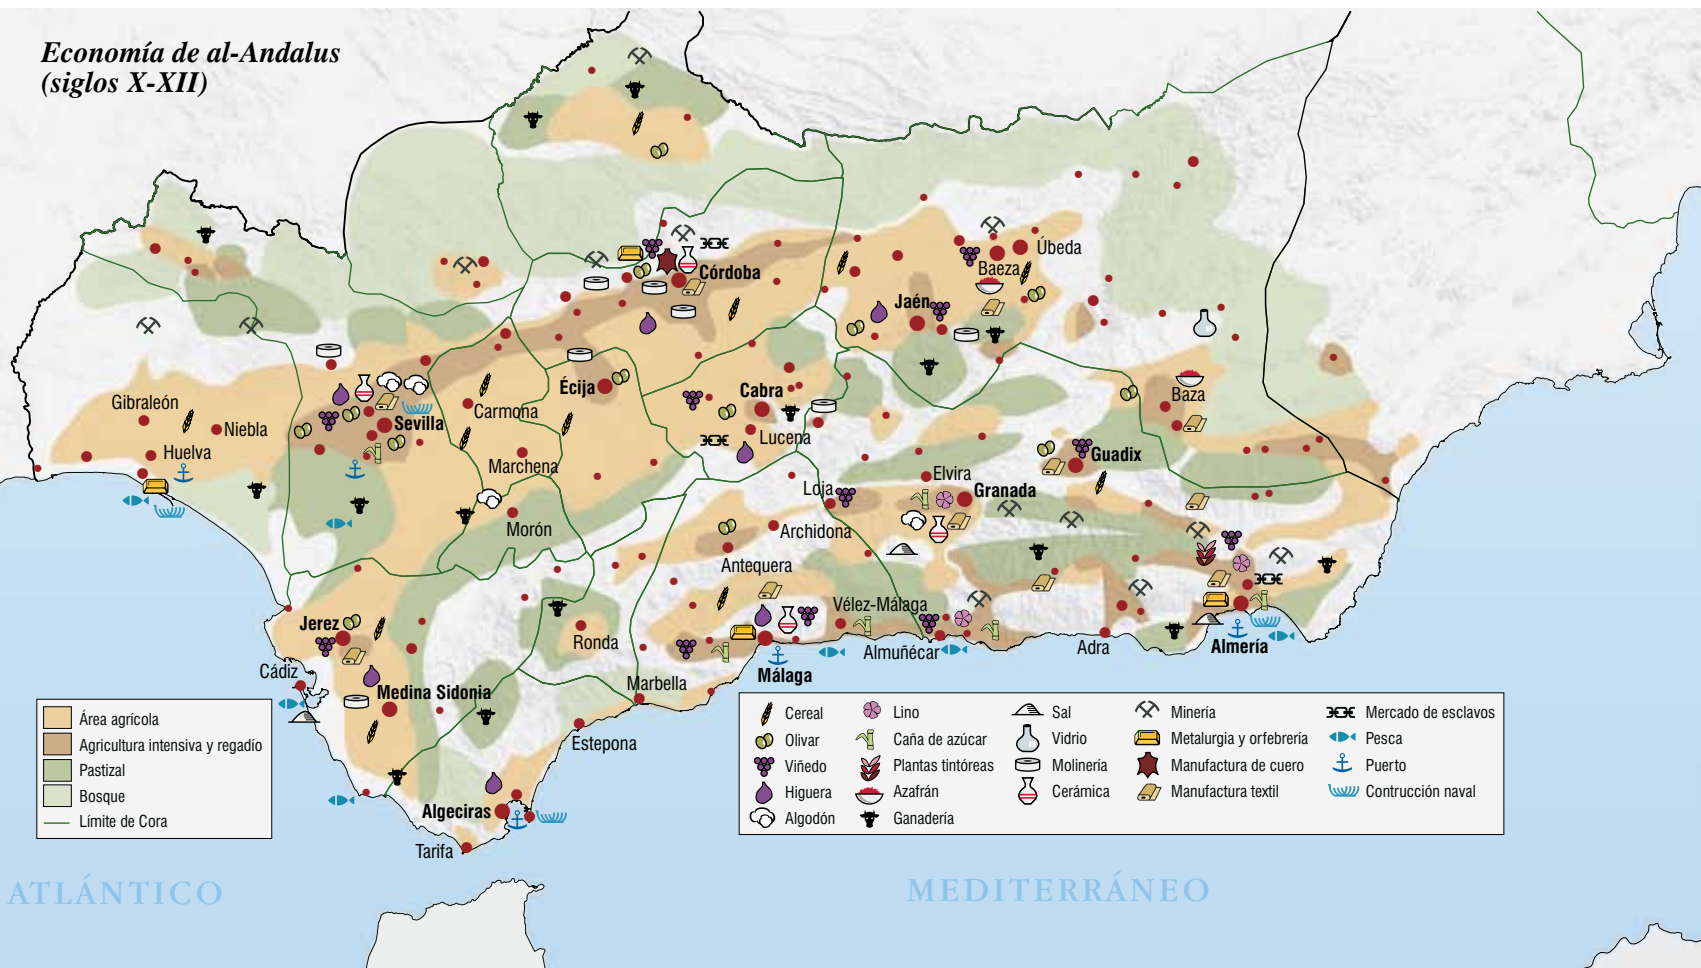 Economía de al-Andalus
(siglos X-XII)
Córdoba
Úbeda
Baeza
Jaén
Écija
Cabra
Gibraleón
Niebla
Carmona
Sevilla
Baza
Huelva
Marchena
Lucena
Guadix
Elvira
Loja
Granada
Morón
Archidona
Antequera
Vélez-Málaga
Jerez
Ronda
Almuñécar
Adra
Almería
Cádiz
Málaga
Medina Sidonia
Marbella
Estepona
Algeciras
Tarifa
Área agrícola
Agricultura intensiva y regadío
Pastizal
Bosque
Límite de Cora
Cereal
Olivar
Viñedo
Higuera
Algodón
Lino
Caña de azúcar
Plantas tintóreas
Azafrán
Ganadería
Sal
Vidrio
Molinería
Cerámica
Minería
Metalurgia y orfebrería
Manufactura de cuero
Manufactura textil
Mercado de esclavos
Pesca
Puerto
Contrucción naval
ATLÁNTICO
MEDITERRÁNEO